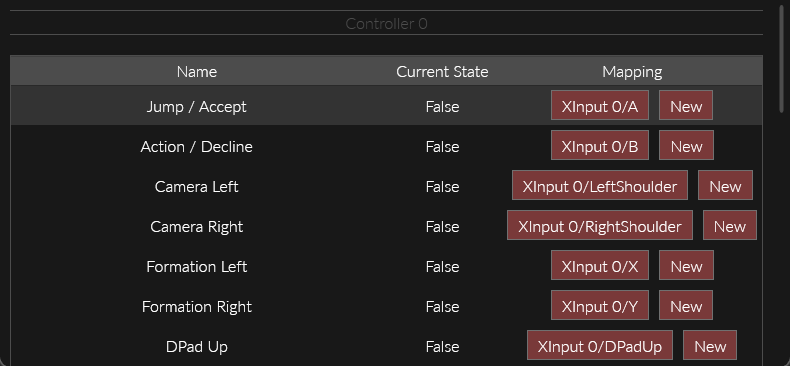 Controller 0
Name Current State Mapping
Jump / Accept False XInput 0/A New
Action / Decline False XInput 0/B New
Camera Left False XInput 0/LeftShoulder New
Camera Right False XInput 0/RightShoulder New
Formation Left False XInput 0/X New
Formation Right False XInput 0/Y New
DPad Up False XInput 0/DPadUp New